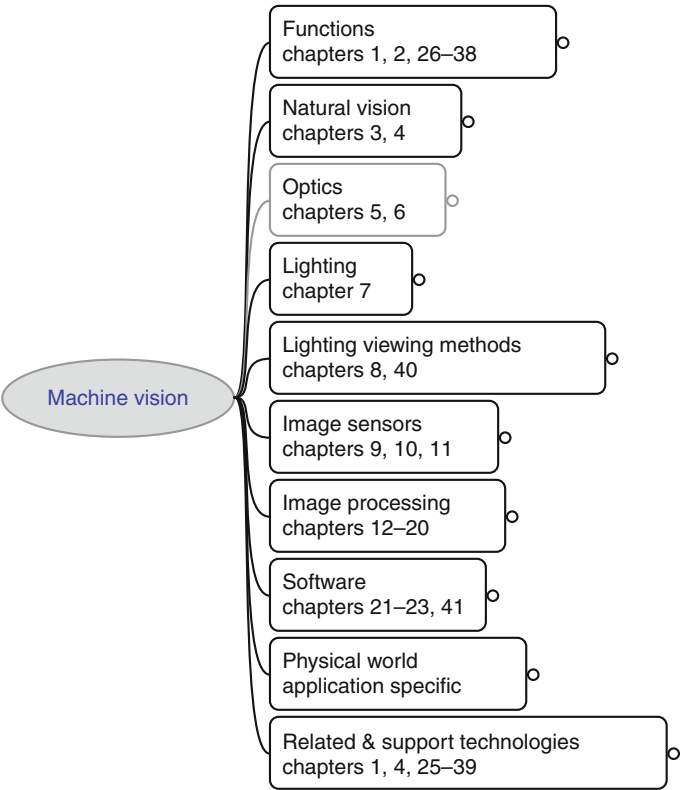 Functions
chapters 1, 2, 26–38
Natural vision
chapters 3, 4
Optics
chapters 5, 6
Lighting
chapter 7
Lighting viewing methods
chapters 8, 40
Machine vision
Image sensors
chapters 9, 10, 11
Image processing
chapters 12–20
Software
chapters 21–23, 41
Physical world
application specific
Related & support technologies
chapters 1, 4, 25–39